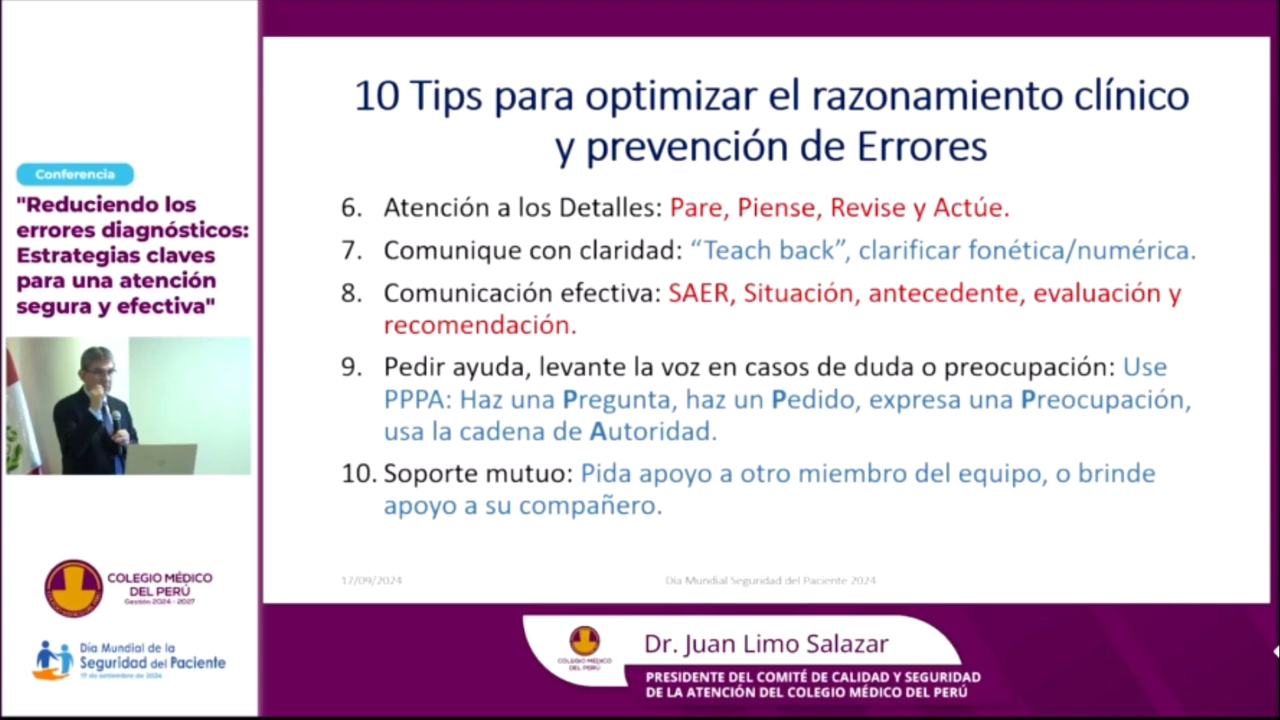 Conferencia
"Reduciendo los
errores diagnósticos:
Estrategias claves
para una atención
segura y efectiva"
COLEGIO MÉDICO
DEL PERÚ
Gestión 2024 - 2027
Día Mundial de la
Seguridad del Paciente
17 de setiembre de 2024
10 Tips para optimizar el razonamiento clínico
y prevención de Errores
6. Atención a los Detalles: Pare, Piense, Revise y Actúe.
7. Comunique con claridad: “Teach back”, clarificar fonética/numérica.
8. Comunicación efectiva: SAER, Situación, antecedente, evaluación y
recomendación.
9. Pedir ayuda, levante la voz en casos de duda o preocupación: Use
PPPA: Haz una Pregunta, haz un Pedido, expresa una Preocupación,
usa la cadena de Autoridad.
10. Soporte mutuo: Pida apoyo a otro miembro del equipo, o brinde
apoyo a su compañero.
17/09/2024
Día Mundial Seguridad del Paciente 2024
COLEGIO MÉDICO
DEL PERÚ
Dr. Juan Limo Salazar
PRESIDENTE DEL COMITÉ DE CALIDAD Y SEGURIDAD
DE LA ATENCIÓN DEL COLEGIO MÉDICO DEL PERÚ